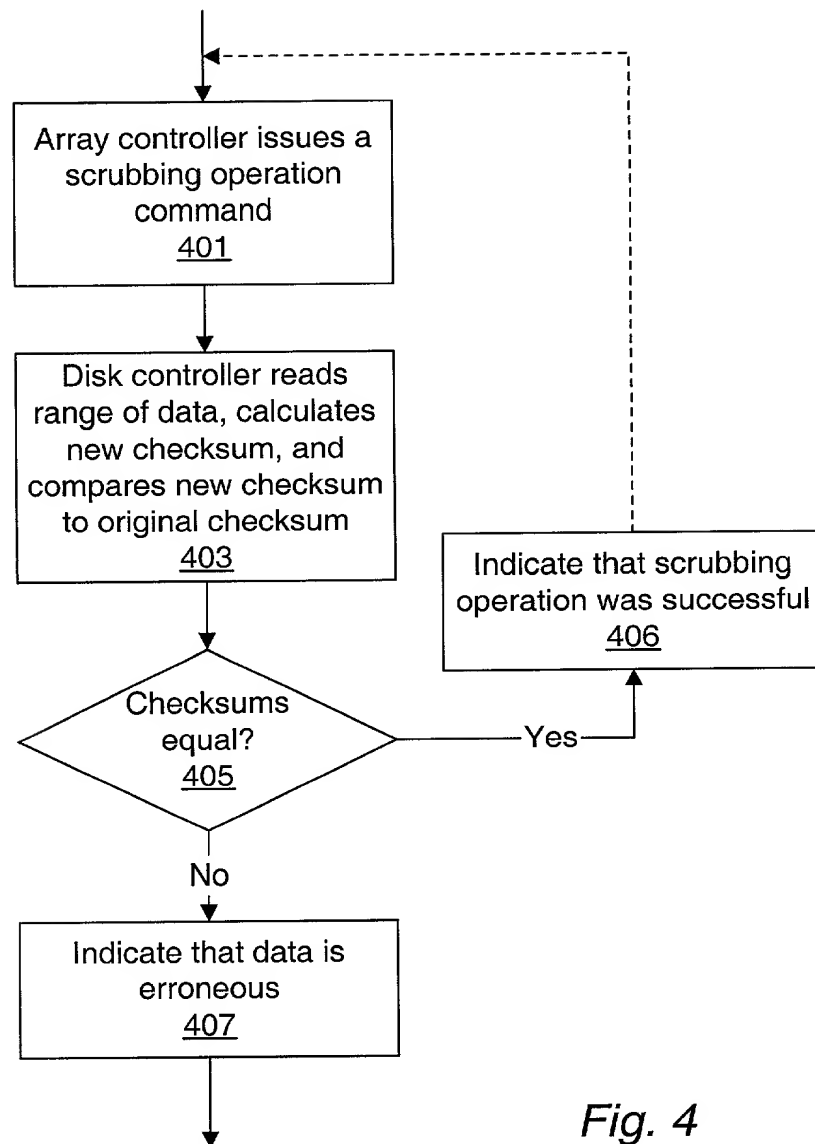 Array controller issues a
scrubbing operation
command
401
Disk controller reads
range of data, calculates
new checksum, and
compares new checksum
to original checksum
403
Indicate that scrubbing
operation was successful
406
Checksums
equal?
405
Yes
No
Indicate that data is
erroneous
407
Fig. 4